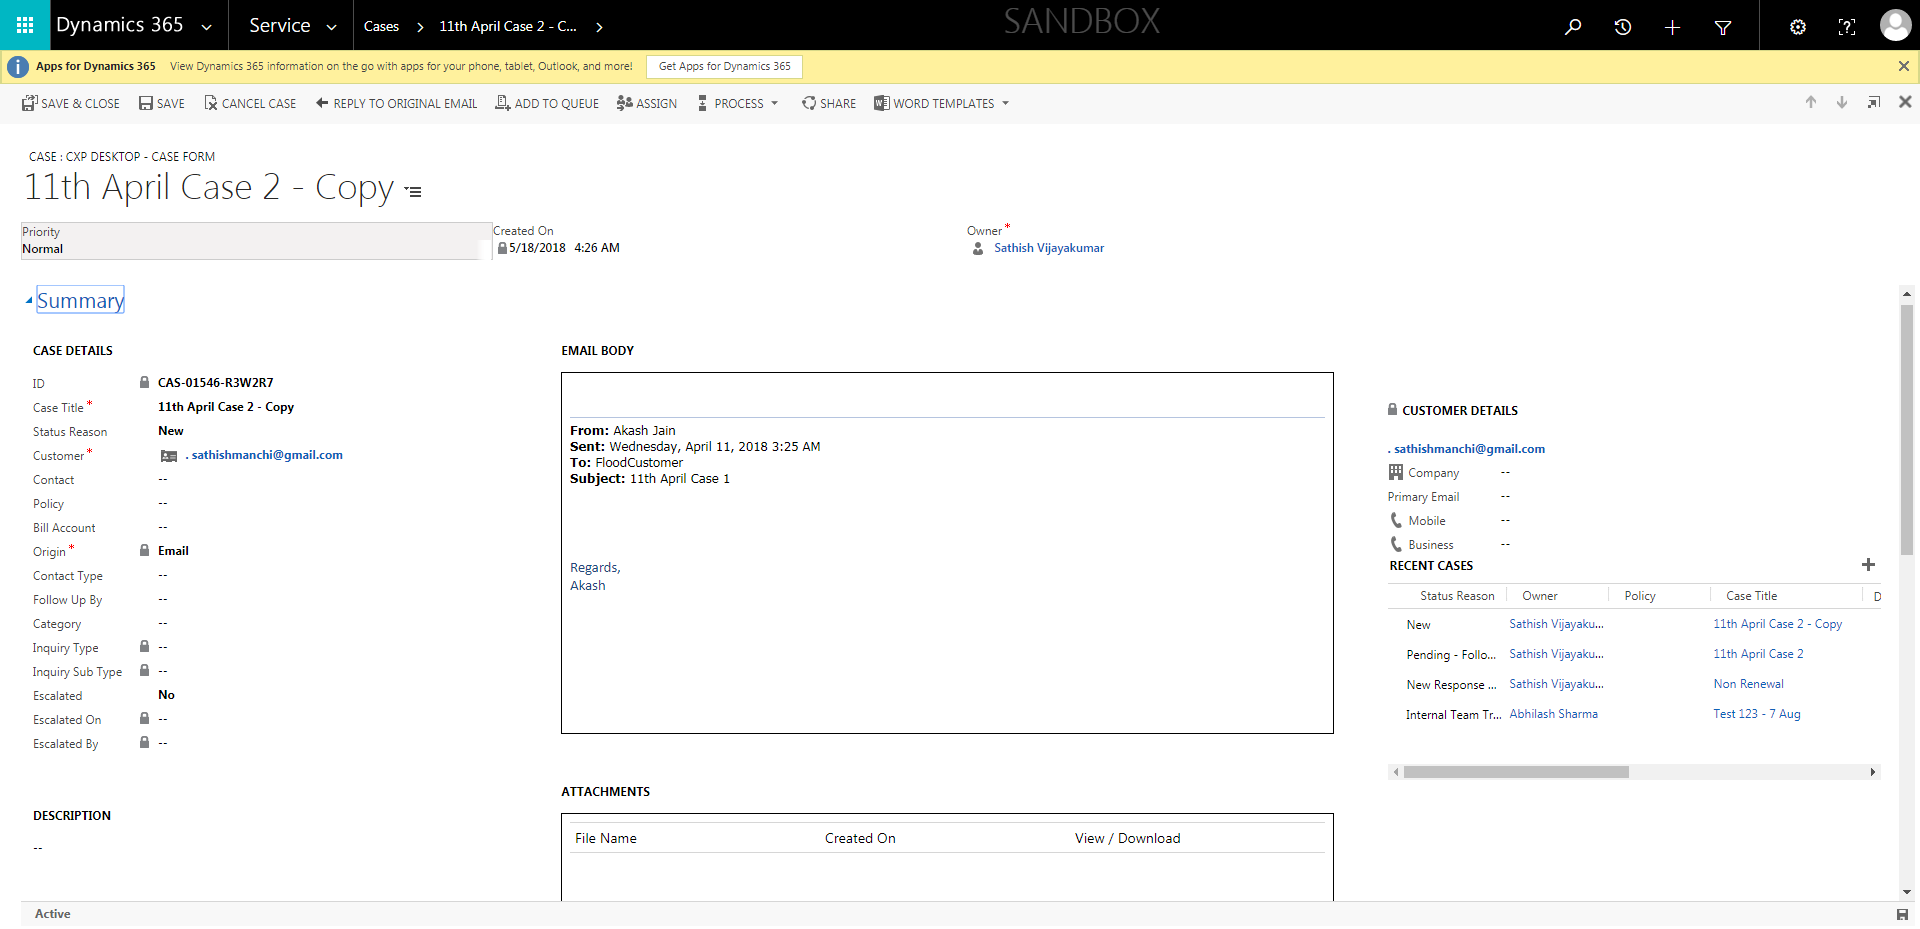 Dynamics 365 Service Cases 11th April Case 2 - C... SANDBOX
Apps for Dynamics 365 View Dynamics 365 information on the go with apps for your phone, tablet, Outlook, and more! Get Apps for Dynamics 365
SAVE & CLOSE SAVE CANCEL CASE REPLY TO ORIGINAL EMAIL ADD TO QUEUE ASSIGN PROCESS SHARE WORD TEMPLATES
CASE : CXP DESKTOP - CASE FORM
11th April Case 2 - Copy
Priority
Normal
Created On
5/18/2018 4:26 AM
Owner *
Sathish Vijayakumar
Summary
CASE DETAILS
ID CAS-01546-R3W2R7
Case Title * 11th April Case 2 - Copy
Status Reason New
Customer * . sathishmanchi@gmail.com
Contact --
Policy --
Bill Account --
Origin * Email
Contact Type --
Follow Up By --
Category --
Inquiry Type --
Inquiry Sub Type --
Escalated No
Escalated On --
Escalated By --
DESCRIPTION
--
EMAIL BODY
From: Akash Jain
Sent: Wednesday, April 11, 2018 3:25 AM
To: FloodCustomer
Subject: 11th April Case 1
Regards,
Akash
ATTACHMENTS
File Name Created On View / Download
CUSTOMER DETAILS
. sathishmanchi@gmail.com
Company --
Primary Email --
Mobile --
Business --
RECENT CASES
Status Reason Owner Policy Case Title D
New Sathish Vijayaku... 11th April Case 2 - Copy
Pending - Follo... Sathish Vijayaku... 11th April Case 2
New Response ... Sathish Vijayaku... Non Renewal
Internal Team Tr... Abhilash Sharma Test 123 - 7 Aug
Active